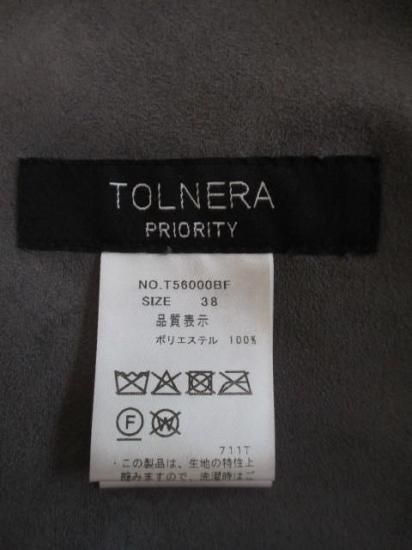 TOLNERA
PRIORITY
NO.T56000BF
SIZE 38
品質表示
ポリエステル 100%
F W
711T
・この製品は、生地の特性上
縮みますので、洗濯時はご